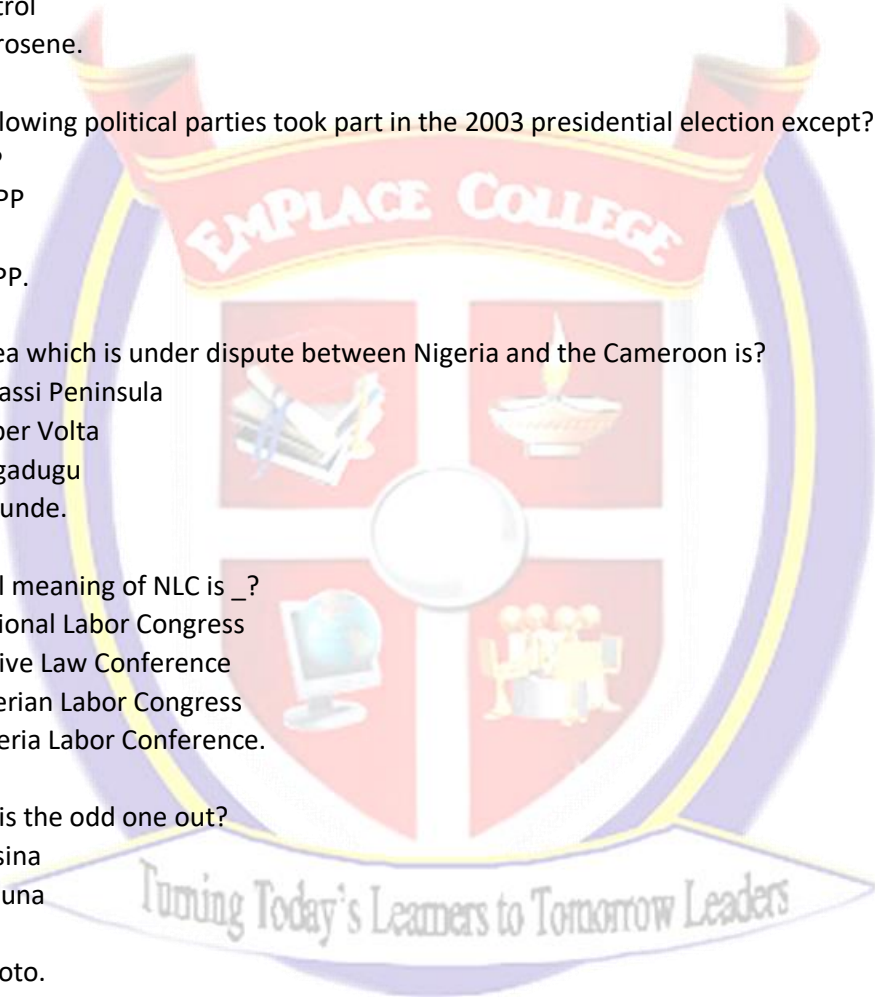 trol
rosene.
lowing political parties took part in the 2003 presidential election except?
PP
PP.
ea which is under dispute between Nigeria and the Cameroon is?
assi Peninsula
per Volta
gadugu
unde.
l meaning of NLC is _?
ional Labor Congress
ive Law Conference
erian Labor Congress
eria Labor Conference.
is the odd one out?
sina
una
oto.
EMPLACE COLLEGE
Turning Today's Learners to Tomorrow Leaders